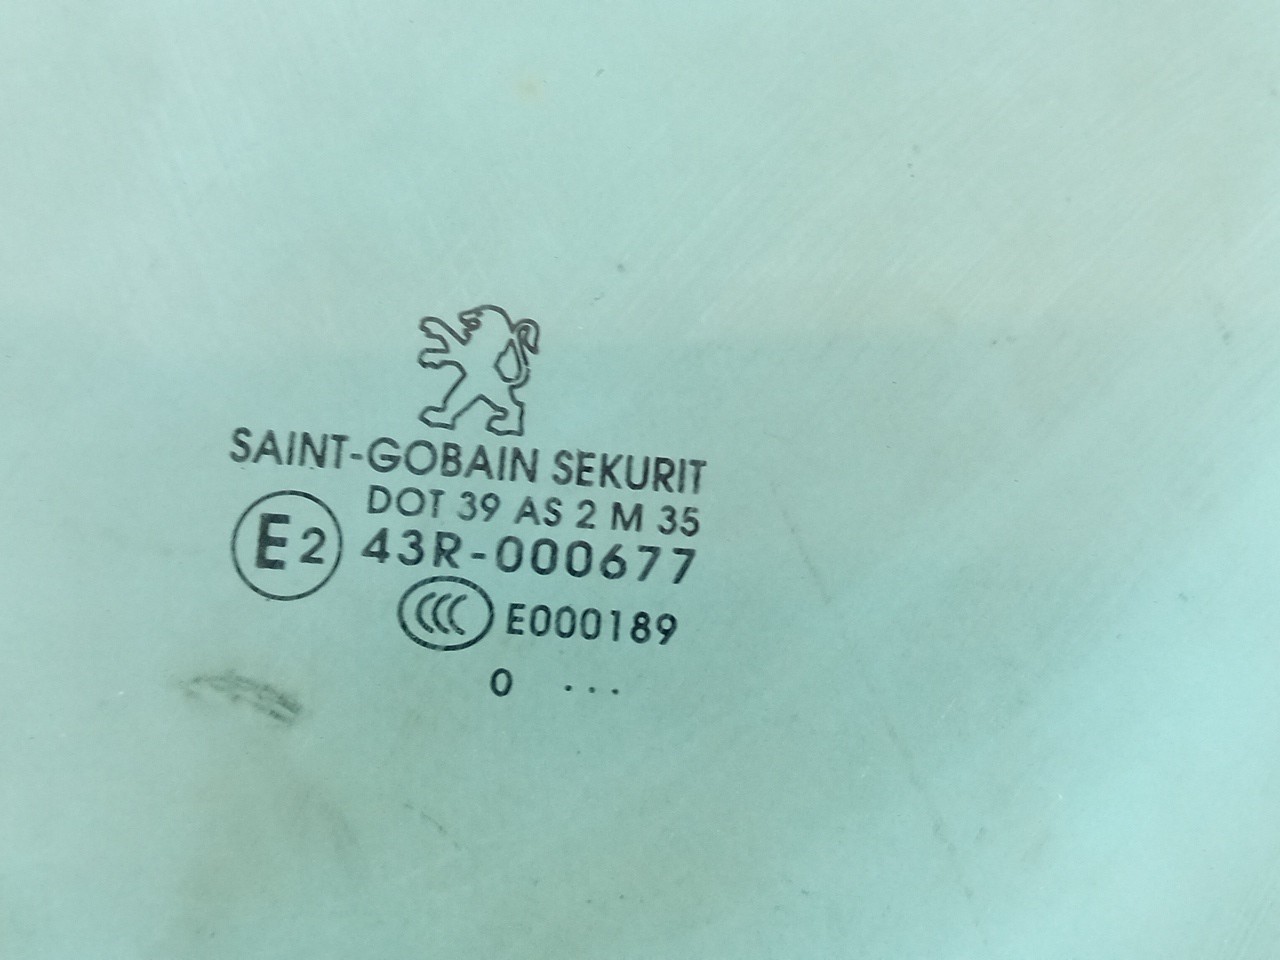 SAINT-GOBAIN SEKURIT
DOT 39 AS 2 M 35
E2 43R-000677
CCC E000189
0 ...